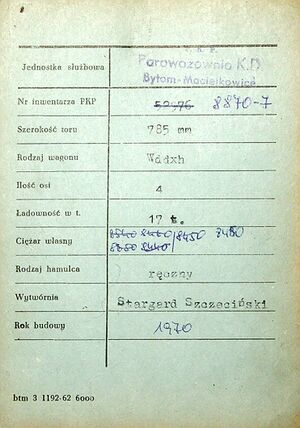 K. P.
Jednostka służbowa Parowozownia K.D
Bytom-Maciejkowice
Nr inwentarza PKP 52976 8870-7
Szerokość toru 785 mm
Rodzaj wagonu Wddxh
Ilość osi 4
Ładowność w t. 17 t.
Ciężar własny 8450 8480
Rodzaj hamulca ręczny
Wytwórnia Stargard Szczeciński
Rok budowy 1970
btm 3 1192-62 6000